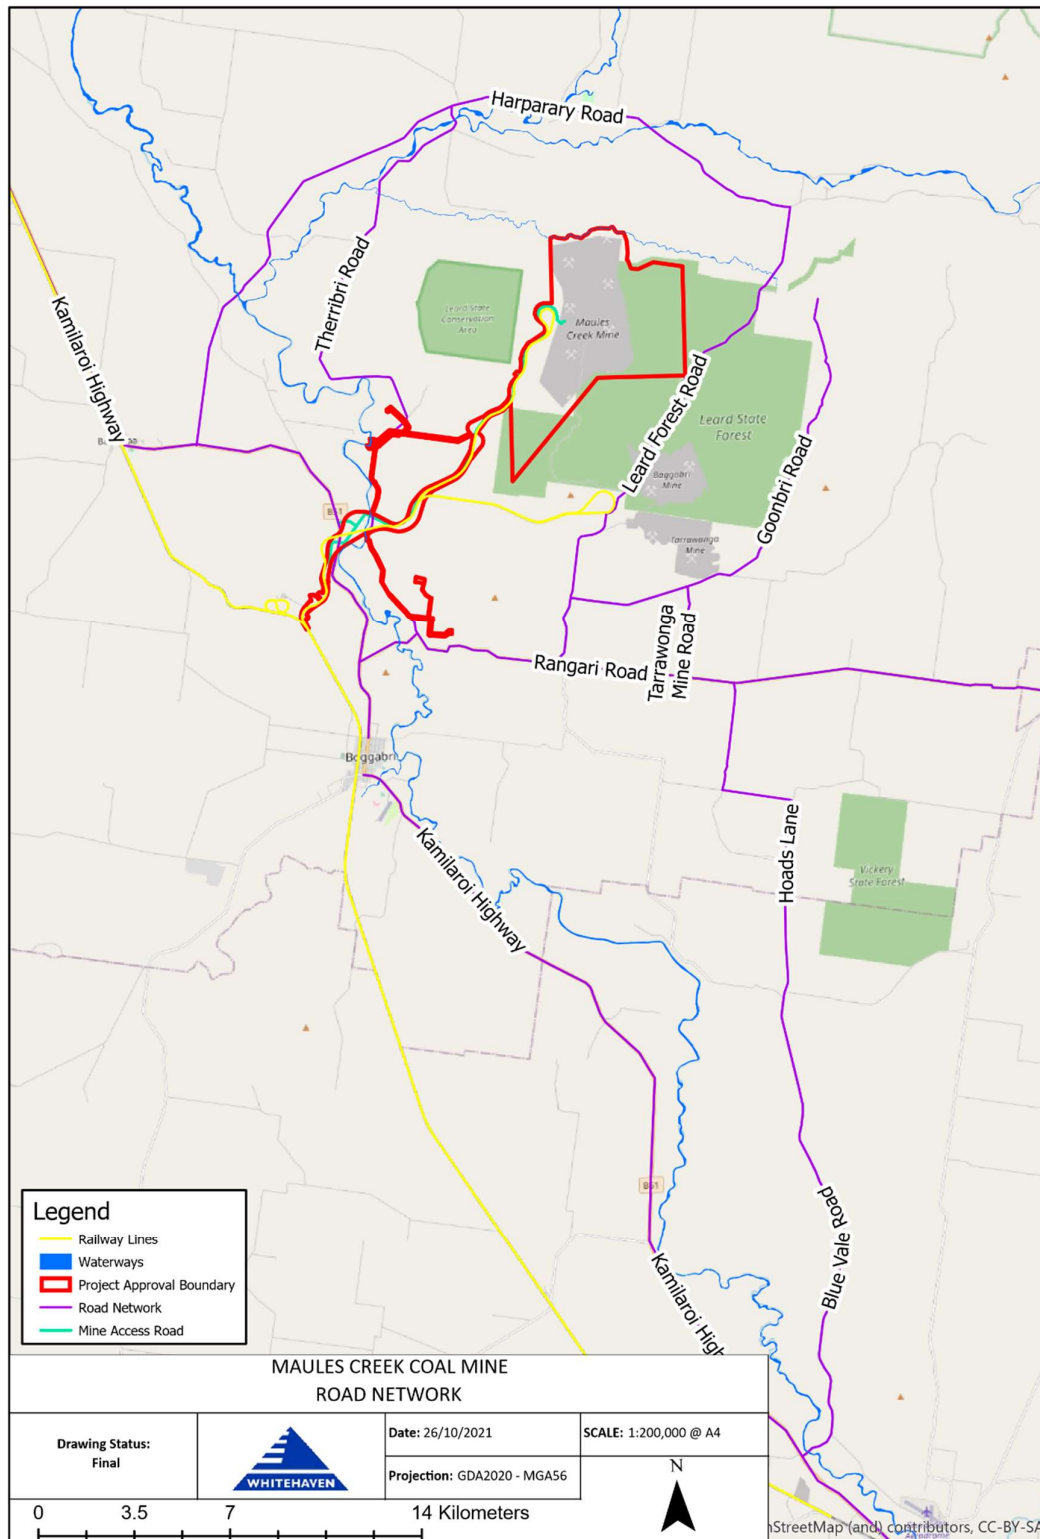 Harparary Road
Therribri Road
Kamilaroi Highway
Leard State
Conservation
Area
Maules
Creek Mine
Leard Forest Road
Leard State
Forest
Boggabri
Mine
Goonbri Road
Tarrawonga
Mine
B51
Rangari Road
Tarrawonga
Mine Road
Boggabri
Kamilaroi Highway
Hoads Lane
Vickery
State Forest
B51
Blue Vale Road
Kamilaroi High
Legend
Railway Lines
Waterways
Project Approval Boundary
Road Network
Mine Access Road
MAULES CREEK COAL MINE
ROAD NETWORK
Drawing Status:
Final
WHITEHAVEN
Date: 26/10/2021
SCALE: 1:200,000 @ A4
Projection: GDA2020 - MGA56
N
0 3.5 7 14 Kilometers
nStreetMap (and) contributors, CC-BY-SA
Aerodrome